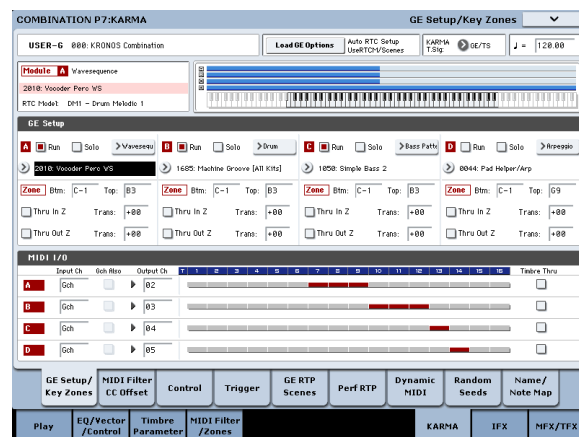 COMBINATION P7:KARMA GE Setup/Key Zones
USER-G 000: KRONOS Combination Load GE Options Auto RTC Setup UseRTCM/Scenes KARMA T.Sig: GE/TS ♩ = 120.00
Module A Wavesequence
2010: Vocoder Perc WS
RTC Model: DM1 - Drum Melodic 1
GE Setup
A Run Solo Wavesequ B Run Solo Drum C Run Solo Bass Patte D Run Solo Arpeggio
2010: Vocoder Perc WS 1685: Machine Groove [All Kits] 1050: Simple Bass 2 0044: Pad Helper/Arp
Zone Btm: C-1 Top: B3 Zone Btm: C-1 Top: B3 Zone Btm: C-1 Top: B3 Zone Btm: C-1 Top: G9
Thru In Z Trans: +00 Thru In Z Trans: +00 Thru In Z Trans: +00 Thru In Z Trans: +00
Thru Out Z Trans: +00 Thru Out Z Trans: +00 Thru Out Z Trans: +00 Thru Out Z Trans: +00
MIDI I/O
Input Ch Gch Also Output Ch T 1 2 3 4 5 6 7 8 9 10 11 12 13 14 15 16 Timbre Thru
A Gch 02
B Gch 03
C Gch 04
D Gch 05
GE Setup/ Key Zones MIDI Filter CC Offset Control Trigger GE RTP Scenes Perf RTP Dynamic MIDI Random Seeds Name/ Note Map
Play EQ/Vector /Control Timbre Parameter MIDI Filter /Zones KARMA IFX MFX/TFX